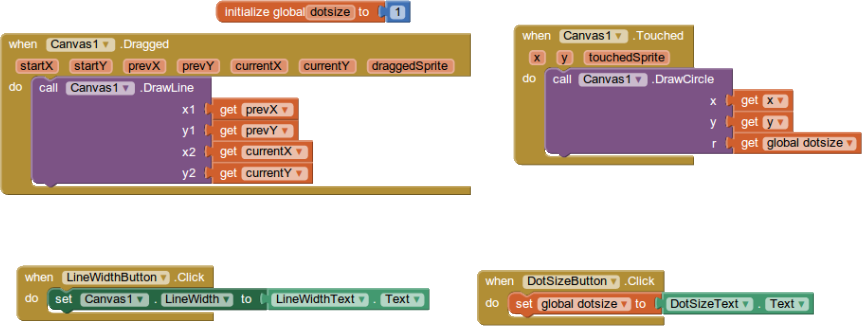 initialize global dotsize to 1
when Canvas1 .Dragged
startX startY prevX prevY currentX currentY draggedSprite
do call Canvas1 .DrawLine
x1 get prevX
y1 get prevY
x2 get currentX
y2 get currentY
when Canvas1 .Touched
x y touchedSprite
do call Canvas1 .DrawCircle
x get x
y get y
r get global dotsize
when LineWidthButton .Click
do set Canvas1 . LineWidth to LineWidthText . Text
when DotSizeButton .Click
do set global dotsize to DotSizeText . Text